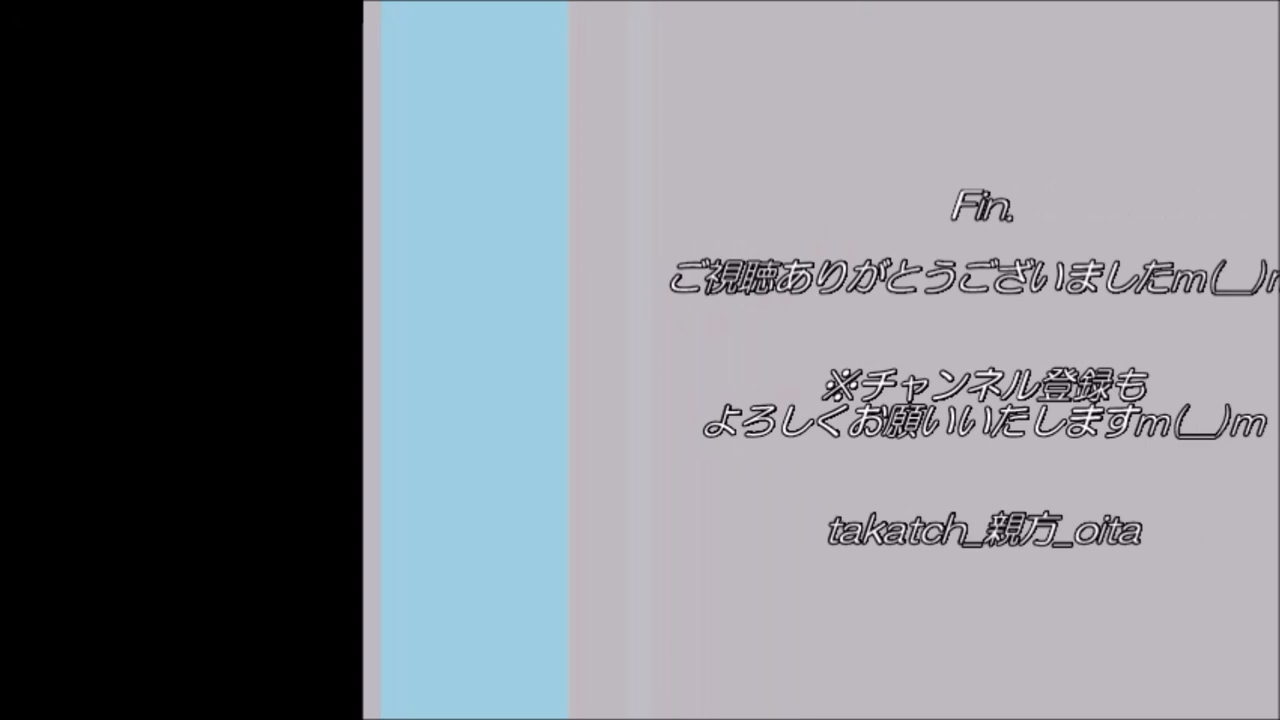 Fin.
ご視聴ありがとうございましたm(__)m
※チャンネル登録も
よろしくお願いいたしますm(__)m
takatch_親方_oita